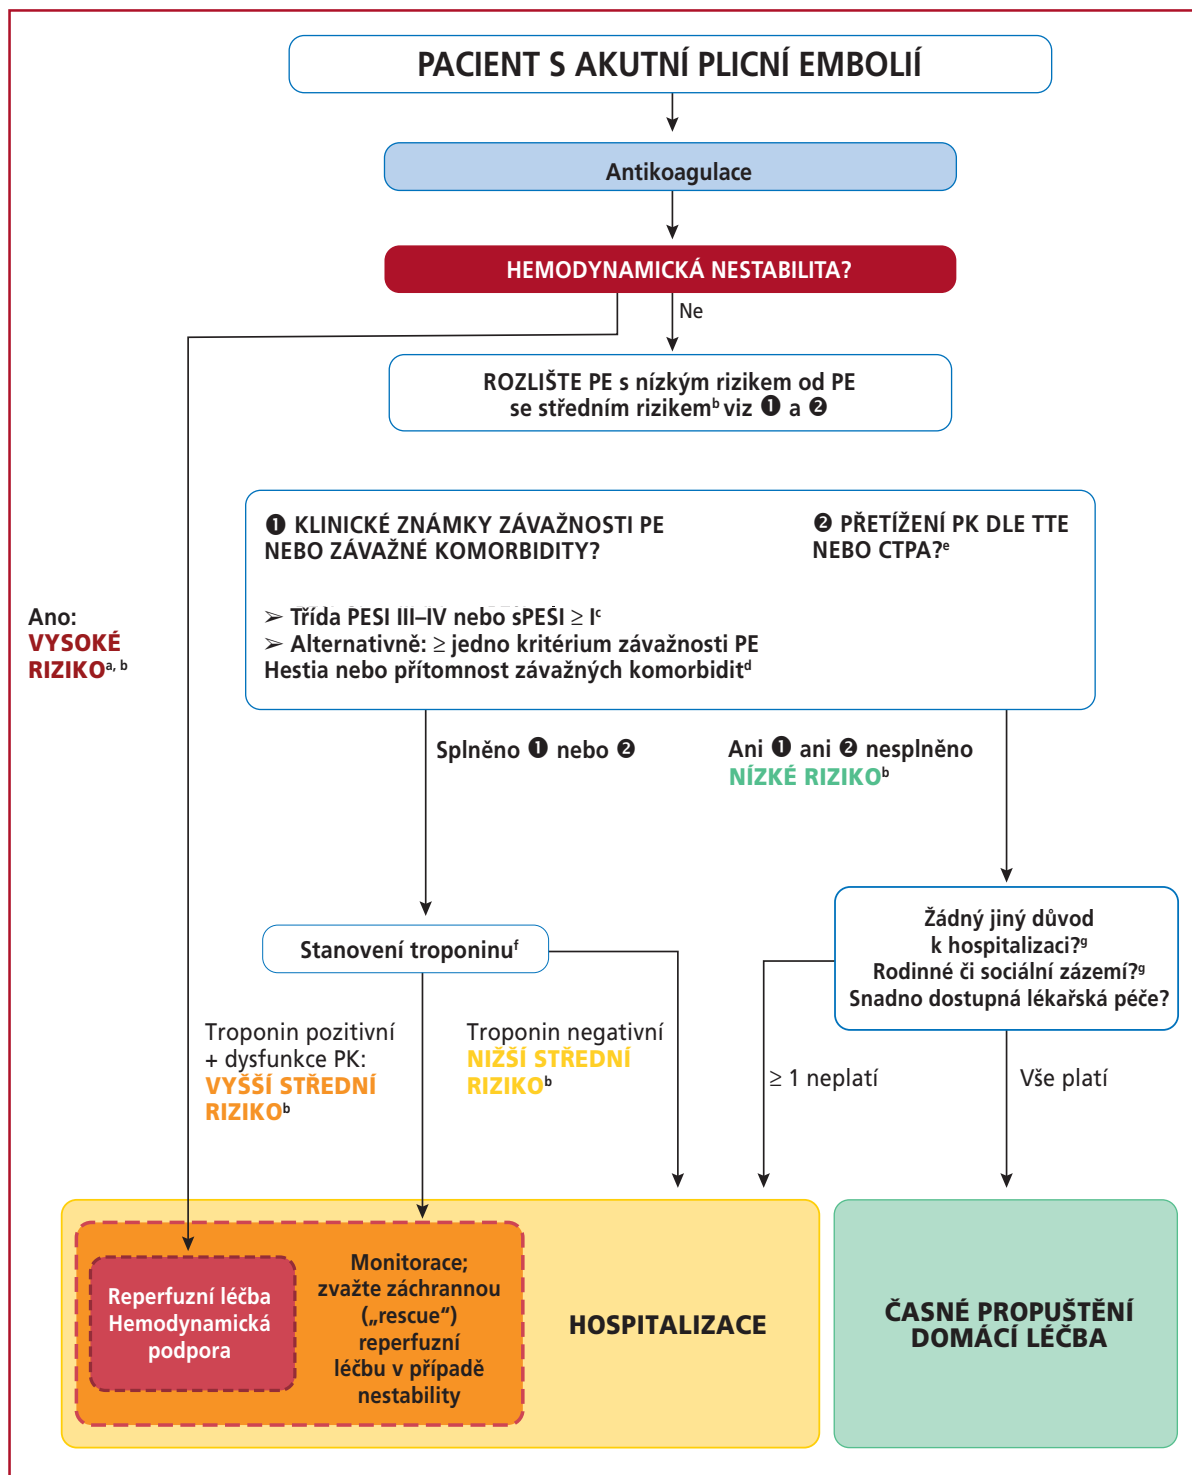 PACIENT S AKUTNÍ PLICNÍ EMBOLIÍ
Antikoagulace
HEMODYNAMICKÁ NESTABILITA?
Ne
ROZLIŠTE PE s nízkým rizikem od PE
se středním rizikemᵇ viz ❶ a ❷
❶ KLINICKÉ ZNÁMKY ZÁVAŽNOSTI PE
NEBO ZÁVAŽNÉ KOMORBIDITY?
➢ Třída PESI III–IV nebo sPEŠI ≥ Iᶜ
➢ Alternativně: ≥ jedno kritérium závažnosti PE
Hestia nebo přítomnost závažných komorbiditᵈ
❷ PŘETÍŽENÍ PK DLE TTE
NEBO CTPA?ᵉ
Ano:
VYSOKÉ
RIZIKOᵃ, ᵇ
Splněno ❶ nebo ❷
Ani ❶ ani ❷ nesplněno
NÍZKÉ RIZIKOᵇ
Stanovení troponinuᶠ
Žádný jiný důvod
k hospitalizaci?ᵍ
Rodinné či sociální zázemí?ᵍ
Snadno dostupná lékařská péče?
Troponin pozitivní
+ dysfunkce PK:
VYŠŠÍ STŘEDNÍ
RIZIKOᵇ
Troponin negativní
NIŽŠÍ STŘEDNÍ
RIZIKOᵇ
≥ 1 neplatí
Vše platí
Reperfuzní léčba
Hemodynamická
podpora
Monitorace;
zvažte záchrannou
(„rescue“)
reperfuzní
léčbu v případě
nestability
HOSPITALIZACE
ČASNÉ PROPUŠTĚNÍ
DOMÁCÍ LÉČBA